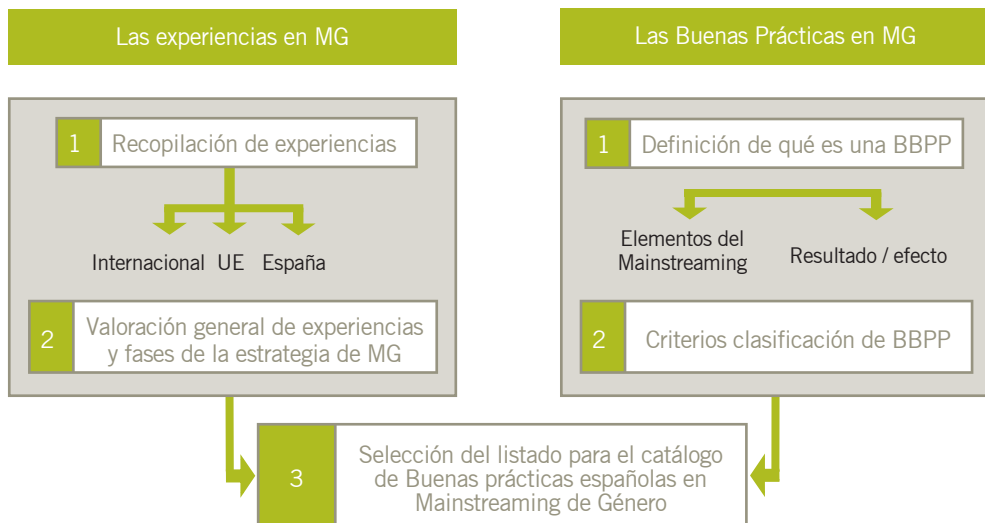 Las experiencias en MG
1
Recopilación de experiencias
Internacional UE España
2
Valoración general de experiencias
y fases de la estrategia de MG
Las Buenas Prácticas en MG
1
Definición de qué es una BBPP
Elementos del
Mainstreaming
Resultado / efecto
2
Criterios clasificación de BBPP
3
Selección del listado para el catálogo
de Buenas prácticas españolas en
Mainstreaming de Género